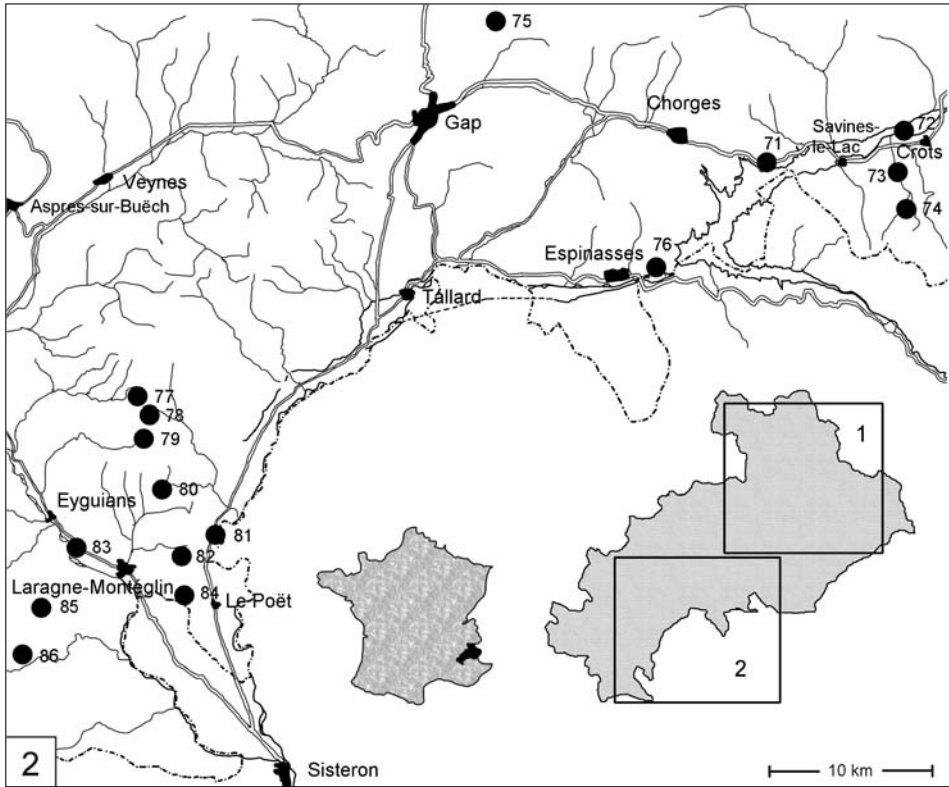 75
Gap
Chorges
71
Savines-
le-Lac
72
Crots
73
74
Veynes
Aspres-sur-Buëch
Espinasses
76
Tallard
77
78
79
80
Eyguians
81
83
82
Laragne-Montéglin
84
Le-Poët
85
86
Sisteron
1
2
2
10 km